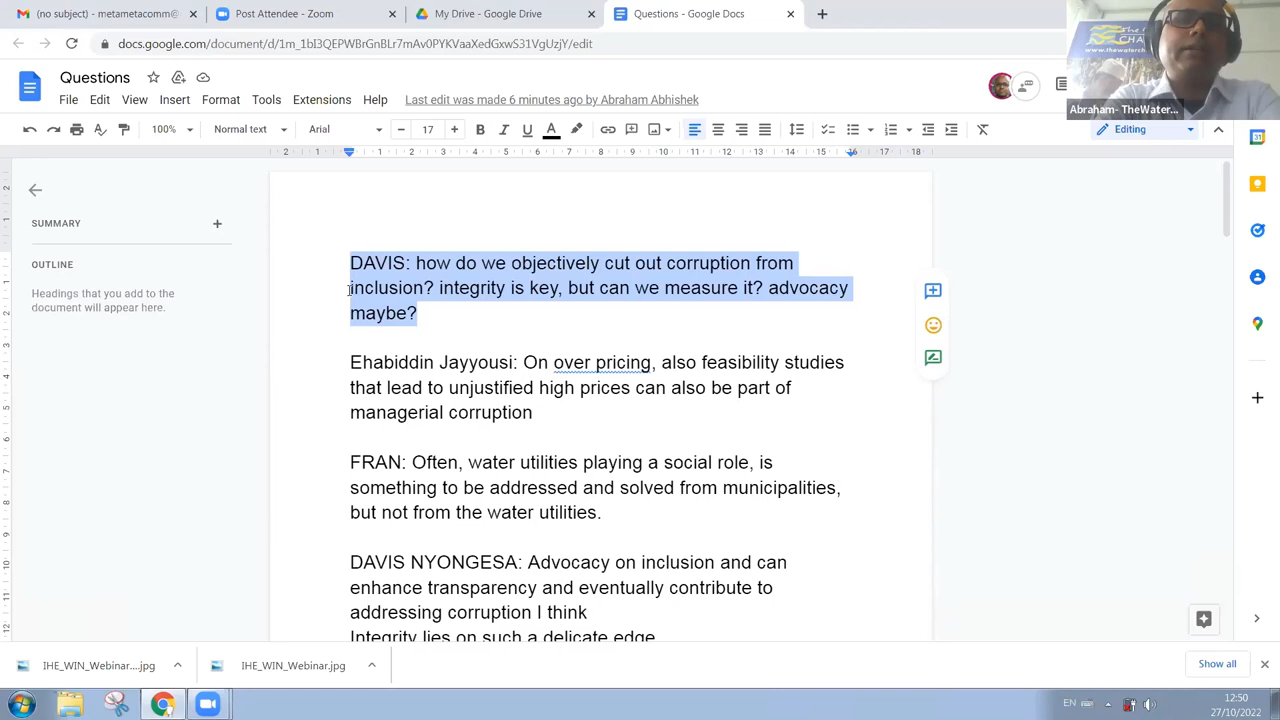 (no subject) - metametacomm@
Post Attendee - Zoom
My Drive - Google Drive
Questions - Google Docs
Questions
File Edit View Insert Format Tools Extensions Help
Last edit was made 6 minutes ago by Abraham Abhishek
100% Normal text Arial 17
Editing
Abraham- TheWater...
SUMMARY
OUTLINE
Headings that you add to the
document will appear here.
DAVIS: how do we objectively cut out corruption from
inclusion? integrity is key, but can we measure it? advocacy
maybe?
Ehabiddin Jayyousi: On over pricing, also feasibility studies
that lead to unjustified high prices can also be part of
managerial corruption
FRAN: Often, water utilities playing a social role, is
something to be addressed and solved from municipalities,
but not from the water utilities.
DAVIS NYONGESA: Advocacy on inclusion and can
enhance transparency and eventually contribute to
addressing corruption I think
Integrity lies on such a delicate edge
IHE_WIN_Webinar....jpg
IHE_WIN_Webinar.jpg
Show all
EN
12:50
27/10/2022